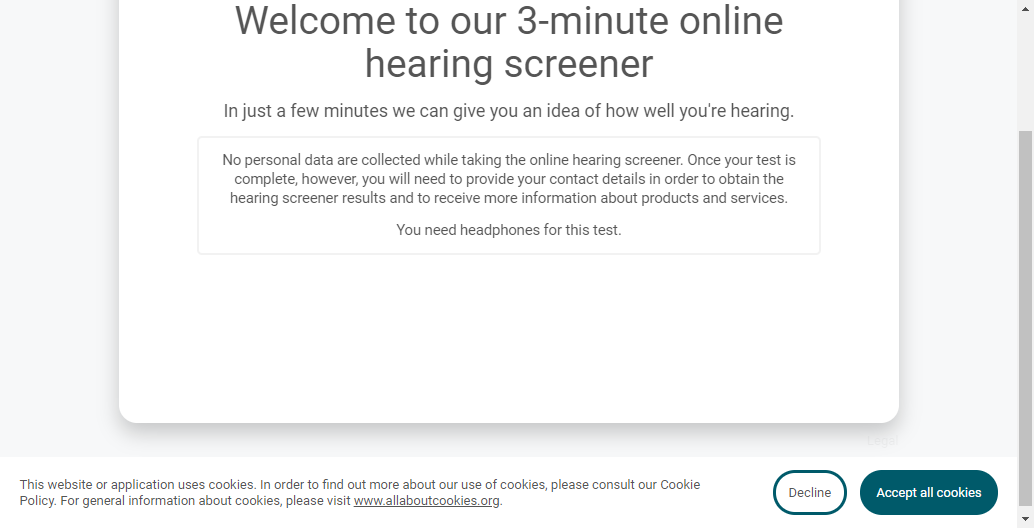 Welcome to our 3-minute online
hearing screener
In just a few minutes we can give you an idea of how well you're hearing.
No personal data are collected while taking the online hearing screener. Once your test is
complete, however, you will need to provide your contact details in order to obtain the
hearing screener results and to receive more information about products and services.
You need headphones for this test.
Legal
This website or application uses cookies. In order to find out more about our use of cookies, please consult our Cookie
Policy. For general information about cookies, please visit www.allaboutcookies.org.
Decline
Accept all cookies